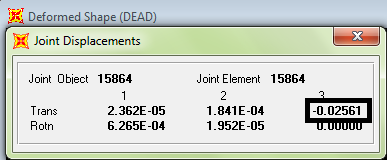 Deformed Shape (DEAD)
Joint Displacements
Joint Object 15864 Joint Element 15864
1 2 3
Trans 2.362E-05 1.841E-04 -0.02561
Rotn 6.265E-04 1.952E-05 0.00000